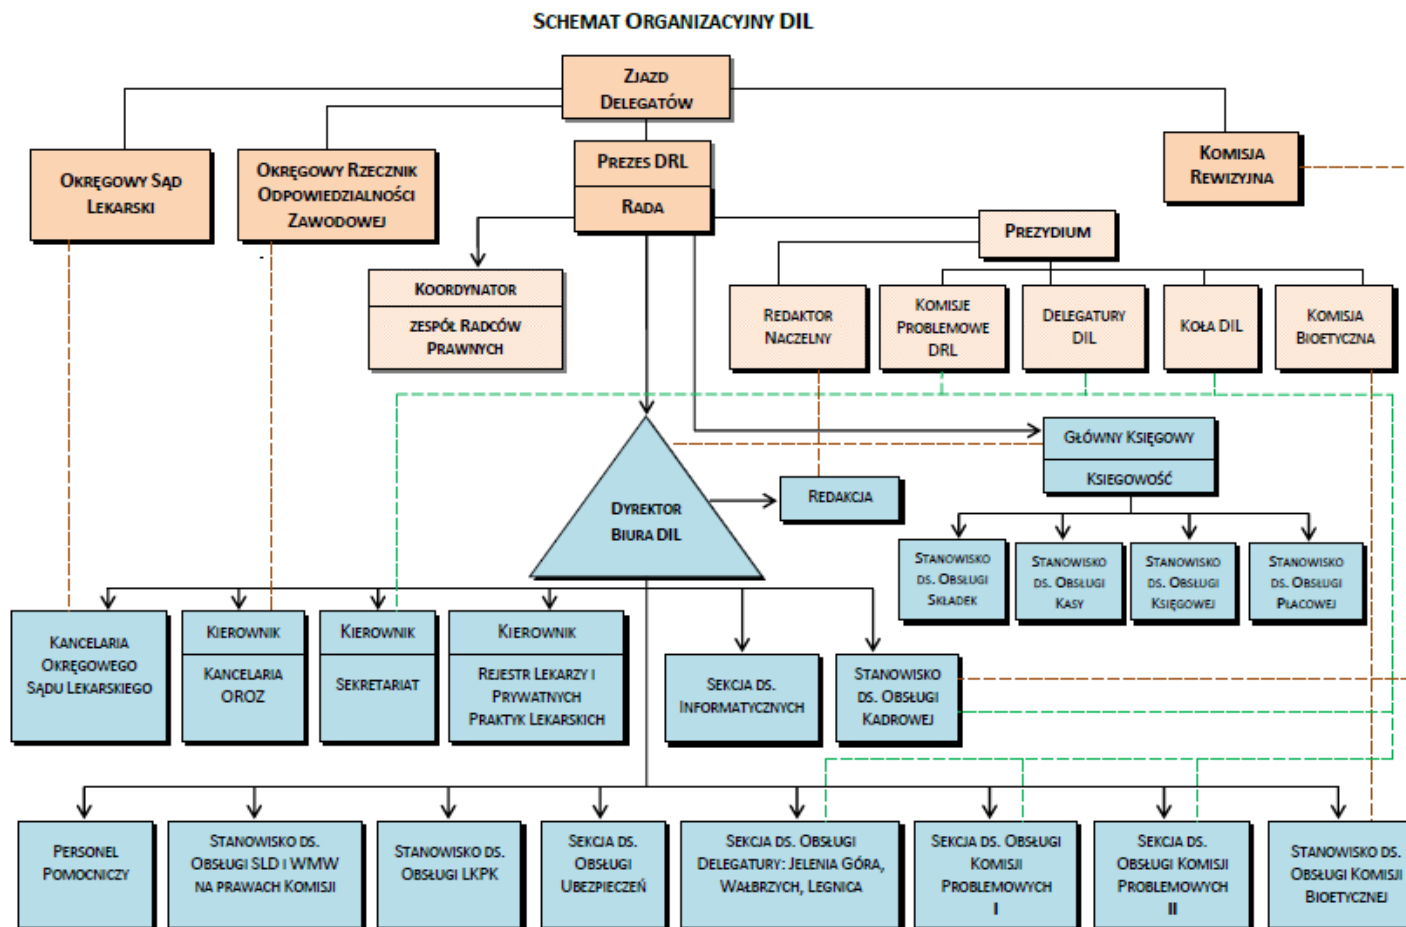 SCHEMAT ORGANIZACYJNY DIL
ZJAZD
DELEGATÓW
OKRĘGOWY SĄD
LEKARSKI
OKRĘGOWY RZECZNIK
ODPOWIEDZIALNOŚCI
ZAWODOWEJ
PREZES DRL
RADA
KOMISJA
REWIZYJNA
PREZYDIUM
KOORDYNATOR
ZESPÓŁ RADCÓW
PRAWNYCH
REDAKTOR
NACZELNY
KOMISJE
PROBLEMOWE
DRL
DELEGATURY
DIL
KOŁA DIL
KOMISJA
BIOETYCZNA
GŁÓWNY KSIĘGOWY
KSIEGOWOŚĆ
DYREKTOR
BIURA DIL
REDAKCJA
STANOWISKO
DS. OBSŁUGI
SKŁADEK
STANOWISKO
DS. OBSŁUGI
KASY
STANOWISKO
DS. OBSŁUGI
KSIĘGOWEJ
STANOWISKO
DS. OBSŁUGI
PŁACOWEJ
KANCELARIA
OKRĘGOWEGO
SĄDU LEKARSKIEGO
KIEROWNIK
KANCELARIA
OROZ
KIEROWNIK
SEKRETARIAT
KIEROWNIK
REJESTR LEKARZY I
PRYWATNYCH
PRAKTYK LEKARSKICH
SEKCJA DS.
INFORMATYCZNYCH
STANOWISKO
DS. OBSŁUGI
KADROWEJ
PERSONEL
POMOCNICZY
STANOWISKO DS.
OBSŁUGI SLD I WMW
NA PRAWACH KOMISJI
STANOWISKO DS.
OBSŁUGI LKPK
SEKCJA DS.
OBSŁUGI
UBEZPIECZEŃ
SEKCJA DS. OBSŁUGI
DELEGATURY: JELENIA GÓRA,
WAŁBRZYCH, LEGNICA
SEKCJA DS. OBSŁUGI
KOMISJI
PROBLEMOWYCH
I
SEKCJA DS.
OBSŁUGI KOMISJI
PROBLEMOWYCH
II
STANOWISKO DS.
OBSŁUGI KOMISJI
BIOETYCZNEJ